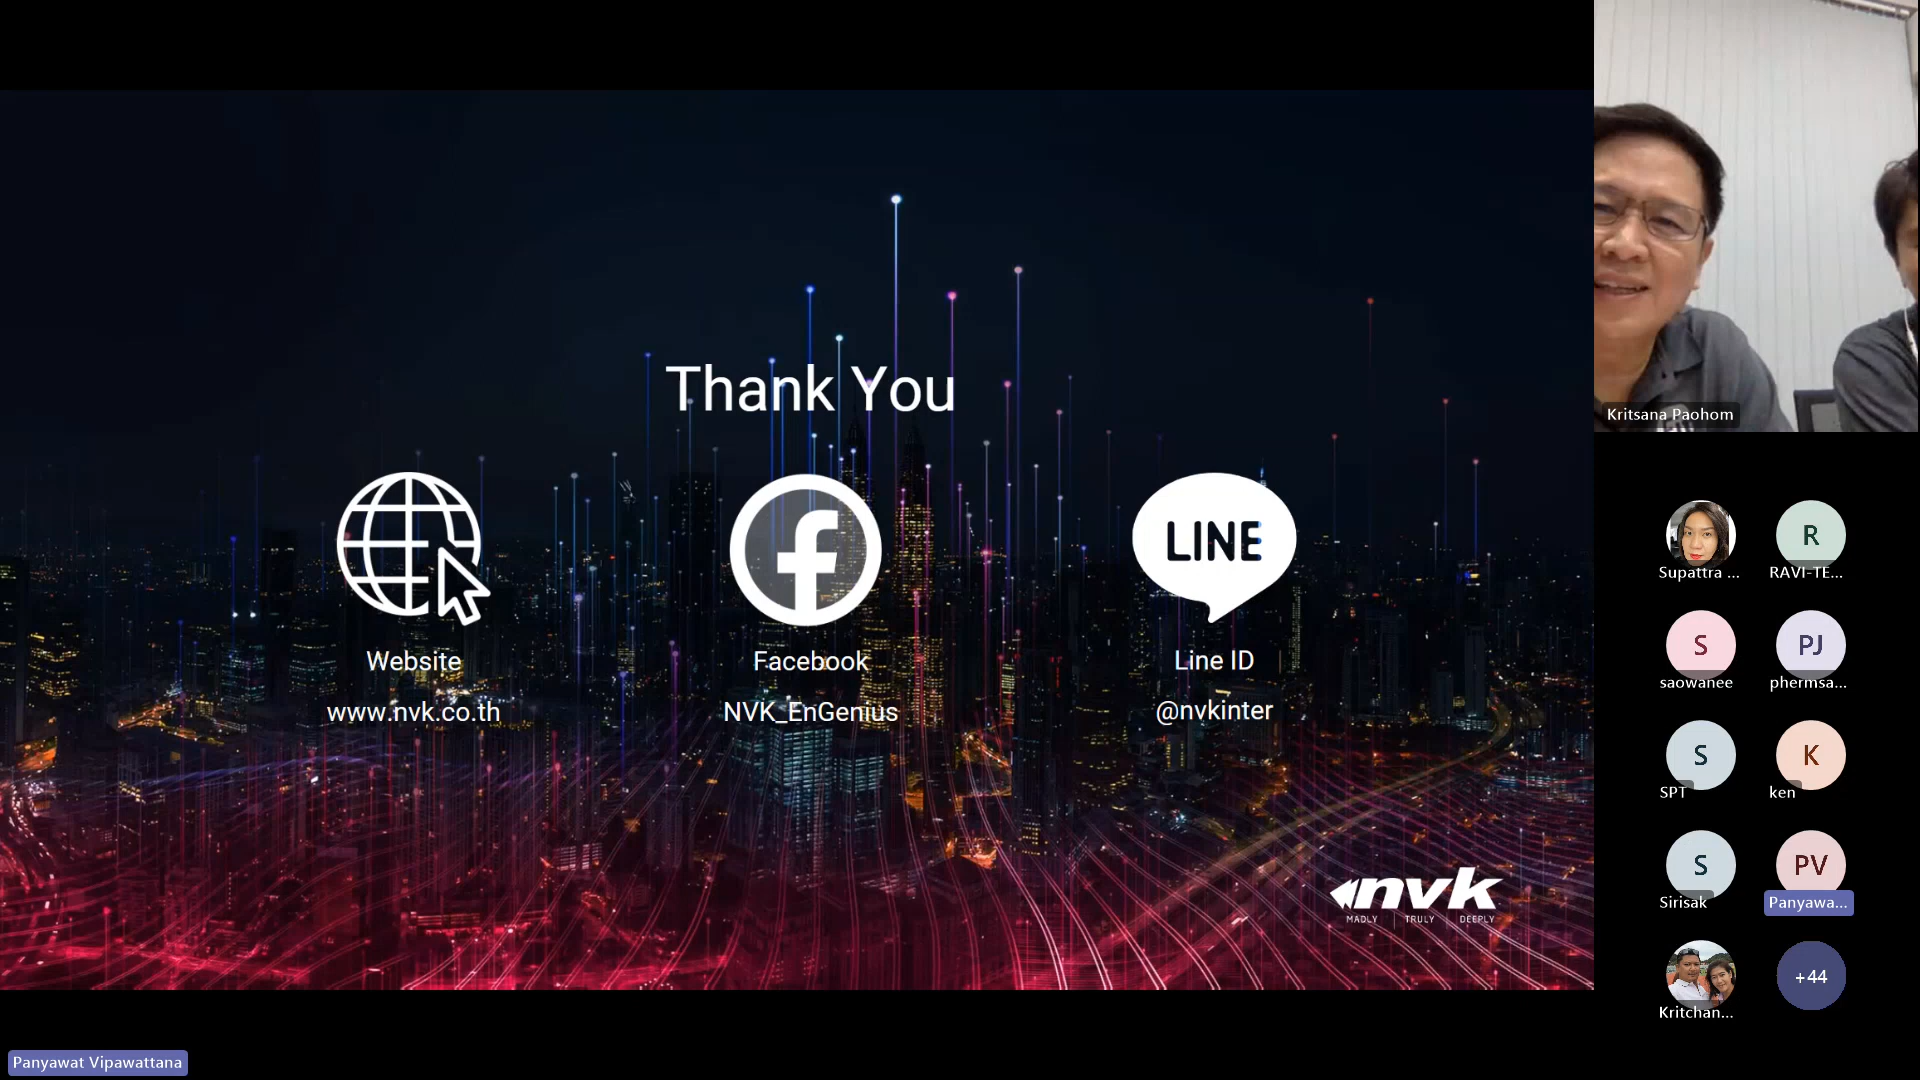 Thank You
LINE
Website
www.nvk.co.th
Facebook
NVK_EnGenius
Line ID
@nvkinter
nvk
MADLY | TRULY | DEEPLY
Panyawat Vipawattana
Kritsana Paohom
Supattra ...
R
RAVI-TE...
S
saowanee
PJ
phermsa...
S
SPT
K
ken
S
Sirisak
PV
Panyawa...
Kritchan...
+44